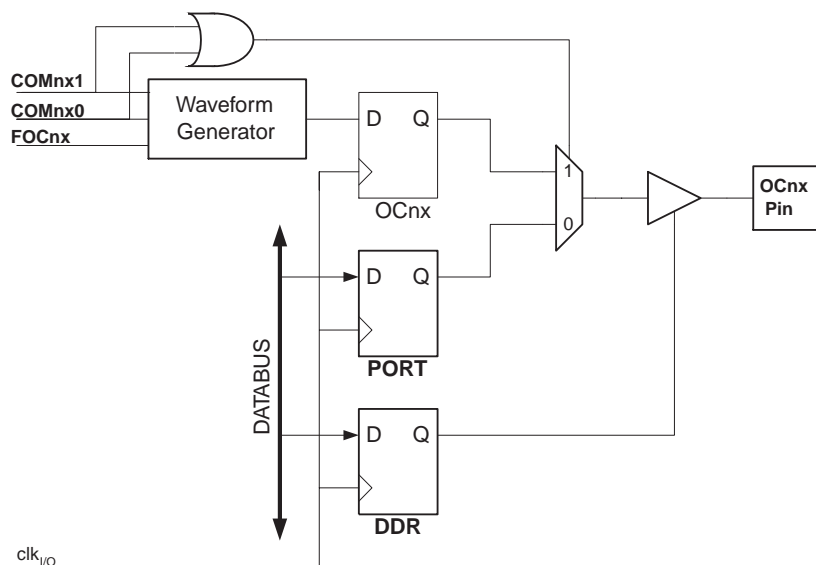 COMnx1
COMnx0
FOCnx
Waveform
Generator
D Q
OCnx
1
0
OCnx
Pin
D Q
PORT
D Q
DDR
DATABUS
clkI/O